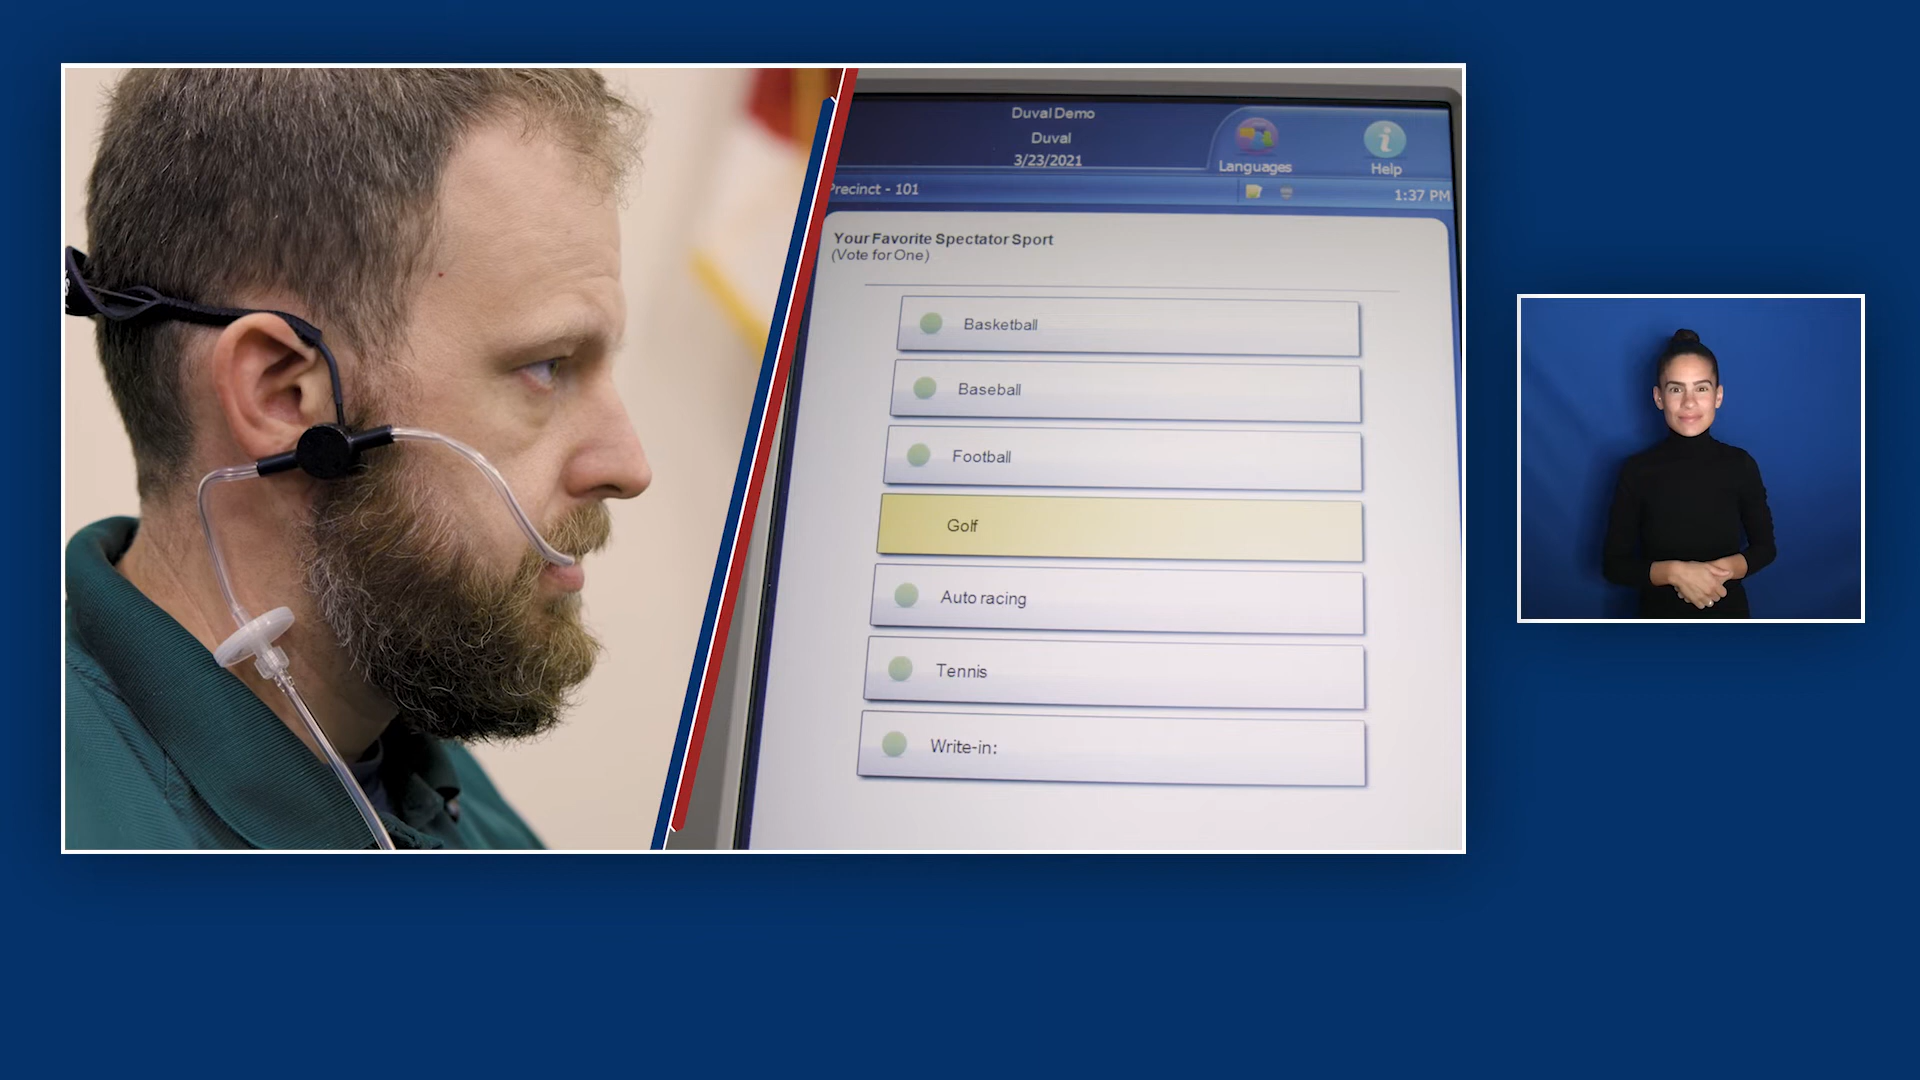 Duval Demo
Duval
3/23/2021
Languages
Help
Precinct - 101
1:37 PM
Your Favorite Spectator Sport
(Vote for One)
Basketball
Baseball
Football
Golf
Auto racing
Tennis
Write-in: